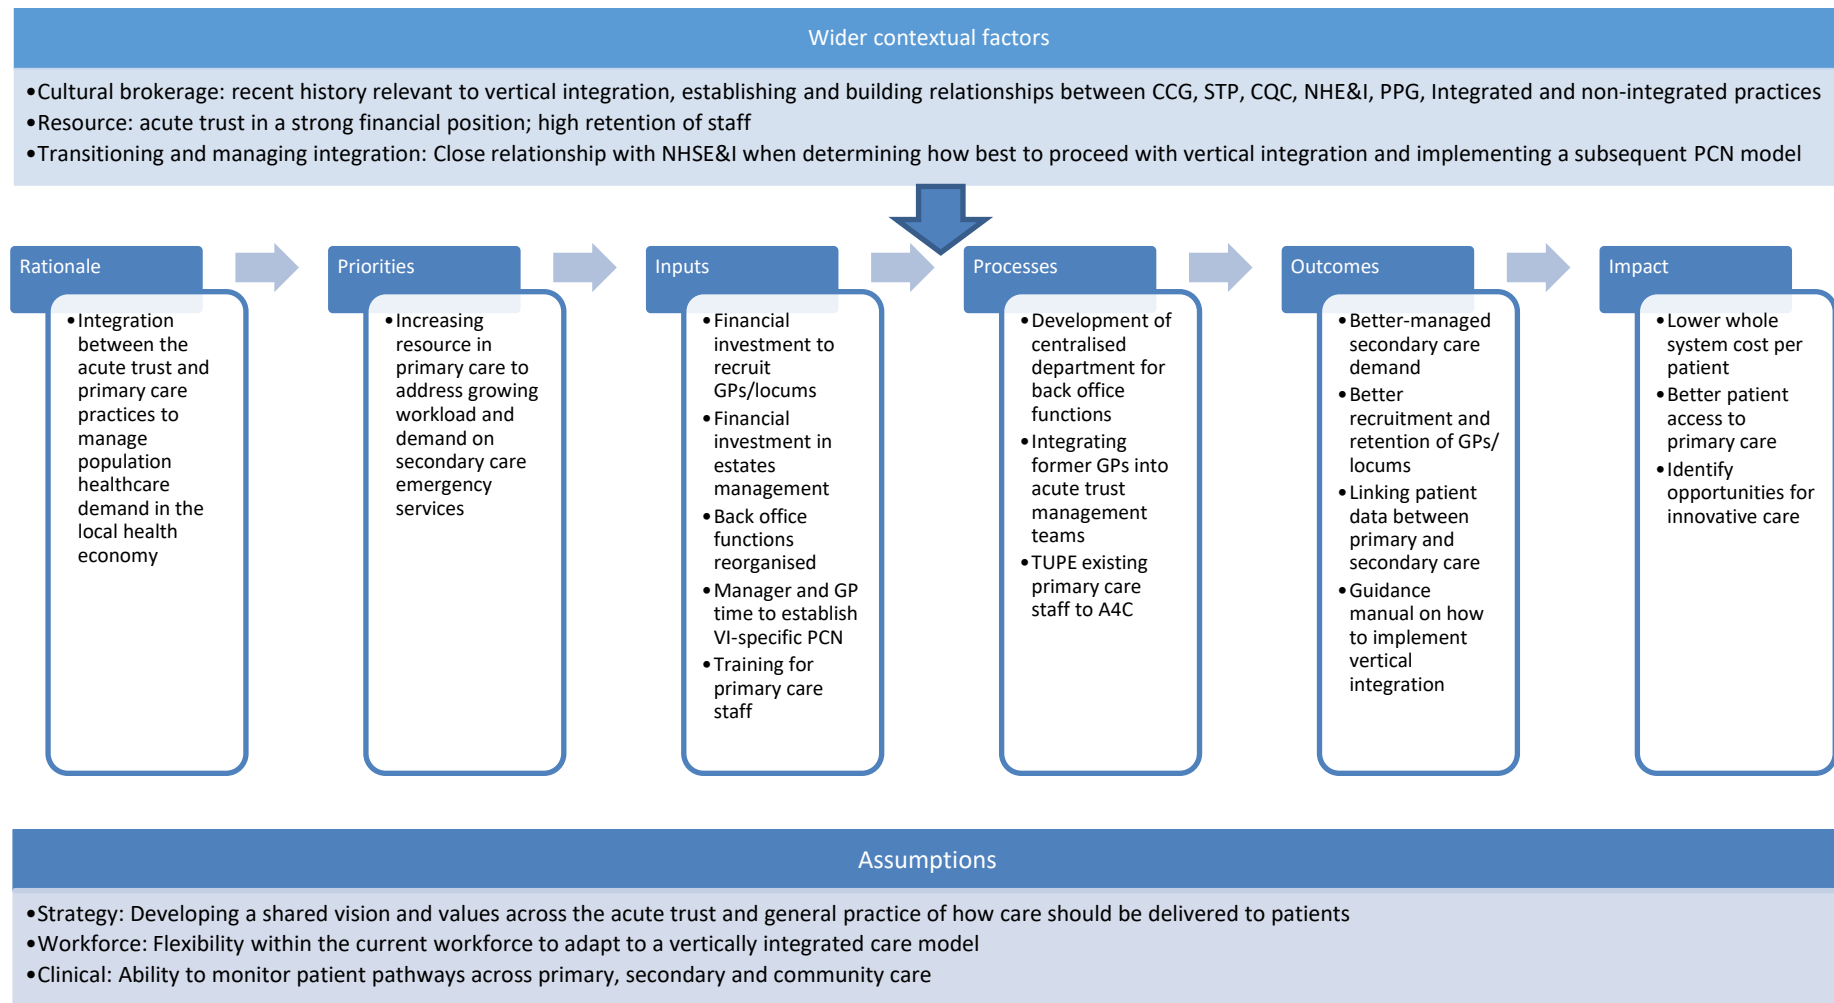 Wider contextual factors
•Cultural brokerage: recent history relevant to vertical integration, establishing and building relationships between CCG, STP, CQC, NHE&I, PPG, Integrated and non-integrated practices
•Resource: acute trust in a strong financial position; high retention of staff
•Transitioning and managing integration: Close relationship with NHSE&I when determining how best to proceed with vertical integration and implementing a subsequent PCN model
Rationale
•Integration
between the
acute trust and
primary care
practices to
manage
population
healthcare
demand in the
local health
economy
Priorities
•Increasing
resource in
primary care to
address growing
workload and
demand on
secondary care
emergency
services
Inputs
•Financial
investment to
recruit
GPs/locums
•Financial
investment in
estates
management
•Back office
functions
reorganised
•Manager and GP
time to establish
VI-specific PCN
•Training for
primary care
staff
Processes
•Development of
centralised
department for
back office
functions
•Integrating
former GPs into
acute trust
management
teams
•TUPE existing
primary care
staff to A4C
Outcomes
•Better-managed
secondary care
demand
•Better
recruitment and
retention of GPs/
locums
•Linking patient
data between
primary and
secondary care
•Guidance
manual on how
to implement
vertical
integration
Impact
•Lower whole
system cost per
patient
•Better patient
access to
primary care
•Identify
opportunities for
innovative care
Assumptions
•Strategy: Developing a shared vision and values across the acute trust and general practice of how care should be delivered to patients
•Workforce: Flexibility within the current workforce to adapt to a vertically integrated care model
•Clinical: Ability to monitor patient pathways across primary, secondary and community care